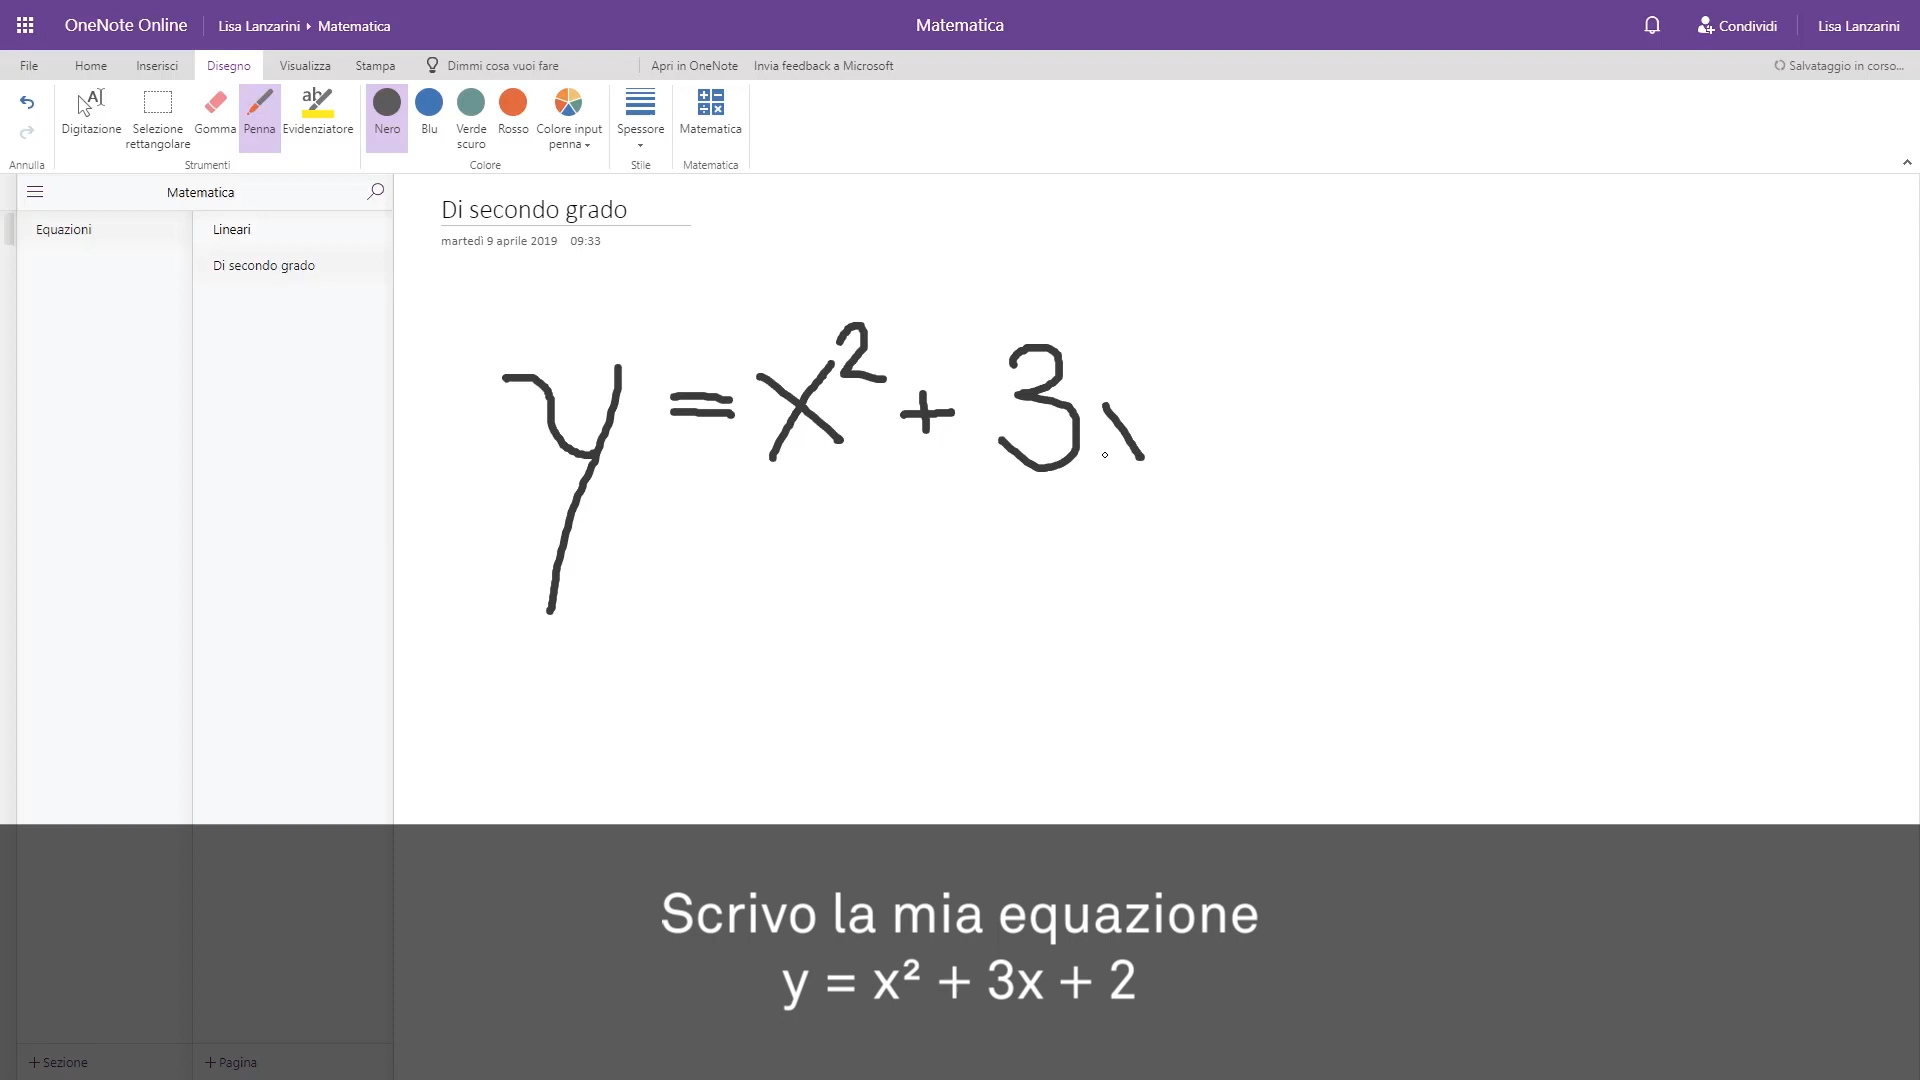 OneNote Online
Lisa Lanzarini ▸ Matematica
Matematica
Condividi
Lisa Lanzarini
File
Home
Inserisci
Disegno
Visualizza
Stampa
Dimmi cosa vuoi fare
Apri in OneNote
Invia feedback a Microsoft
Salvataggio in corso...
Annulla
Digitazione
Selezione
rettangolare
Gomma
Penna
Evidenziatore
Strumenti
Nero
Blu
Verde
scuro
Rosso
Colore input
penna
Colore
Spessore
Stile
Matematica
Matematica
Matematica
Equazioni
Lineari
Di secondo grado
Di secondo grado
martedì 9 aprile 2019 09:33
y = x² + 3
Scrivo la mia equazione
y = x² + 3x + 2
+ Sezione
+ Pagina